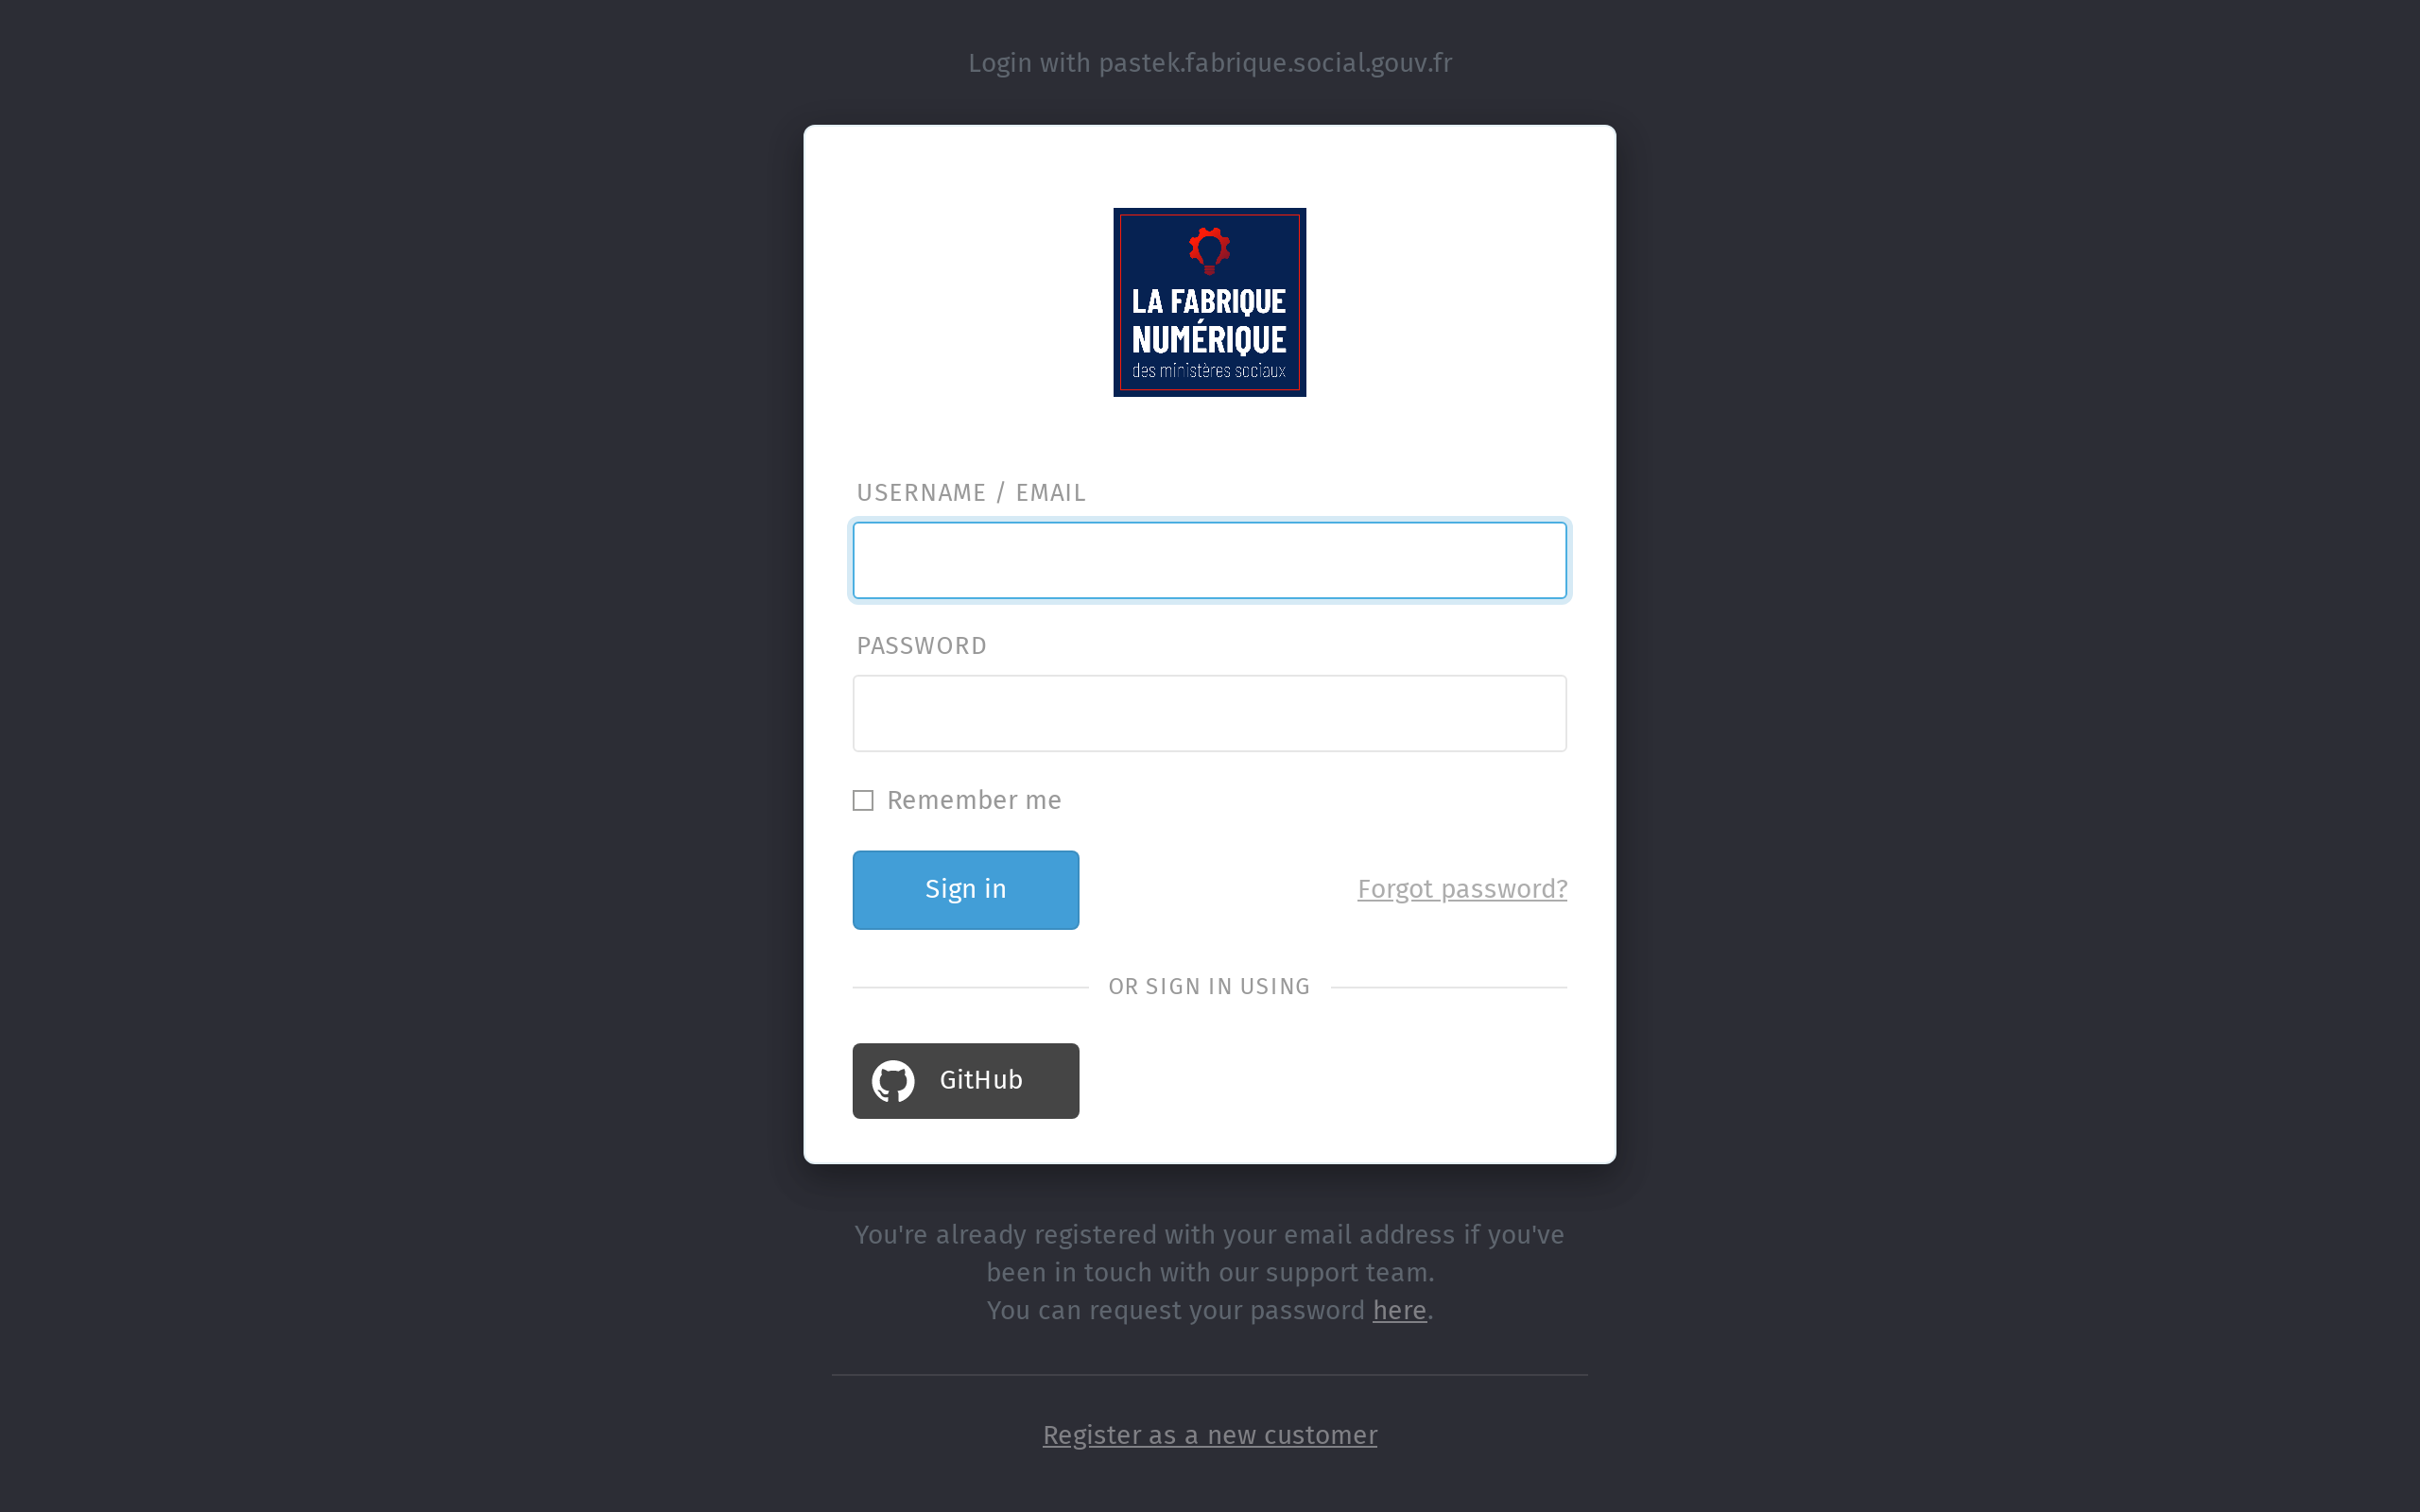 Login with pastek.fabrique.social.gouv.fr
LA FABRIQUE
NUMÉRIQUE
des ministères sociaux
USERNAME / EMAIL
PASSWORD
Remember me
Sign in
Forgot password?
OR SIGN IN USING
GitHub
You're already registered with your email address if you've
been in touch with our support team.
You can request your password here.
Register as a new customer